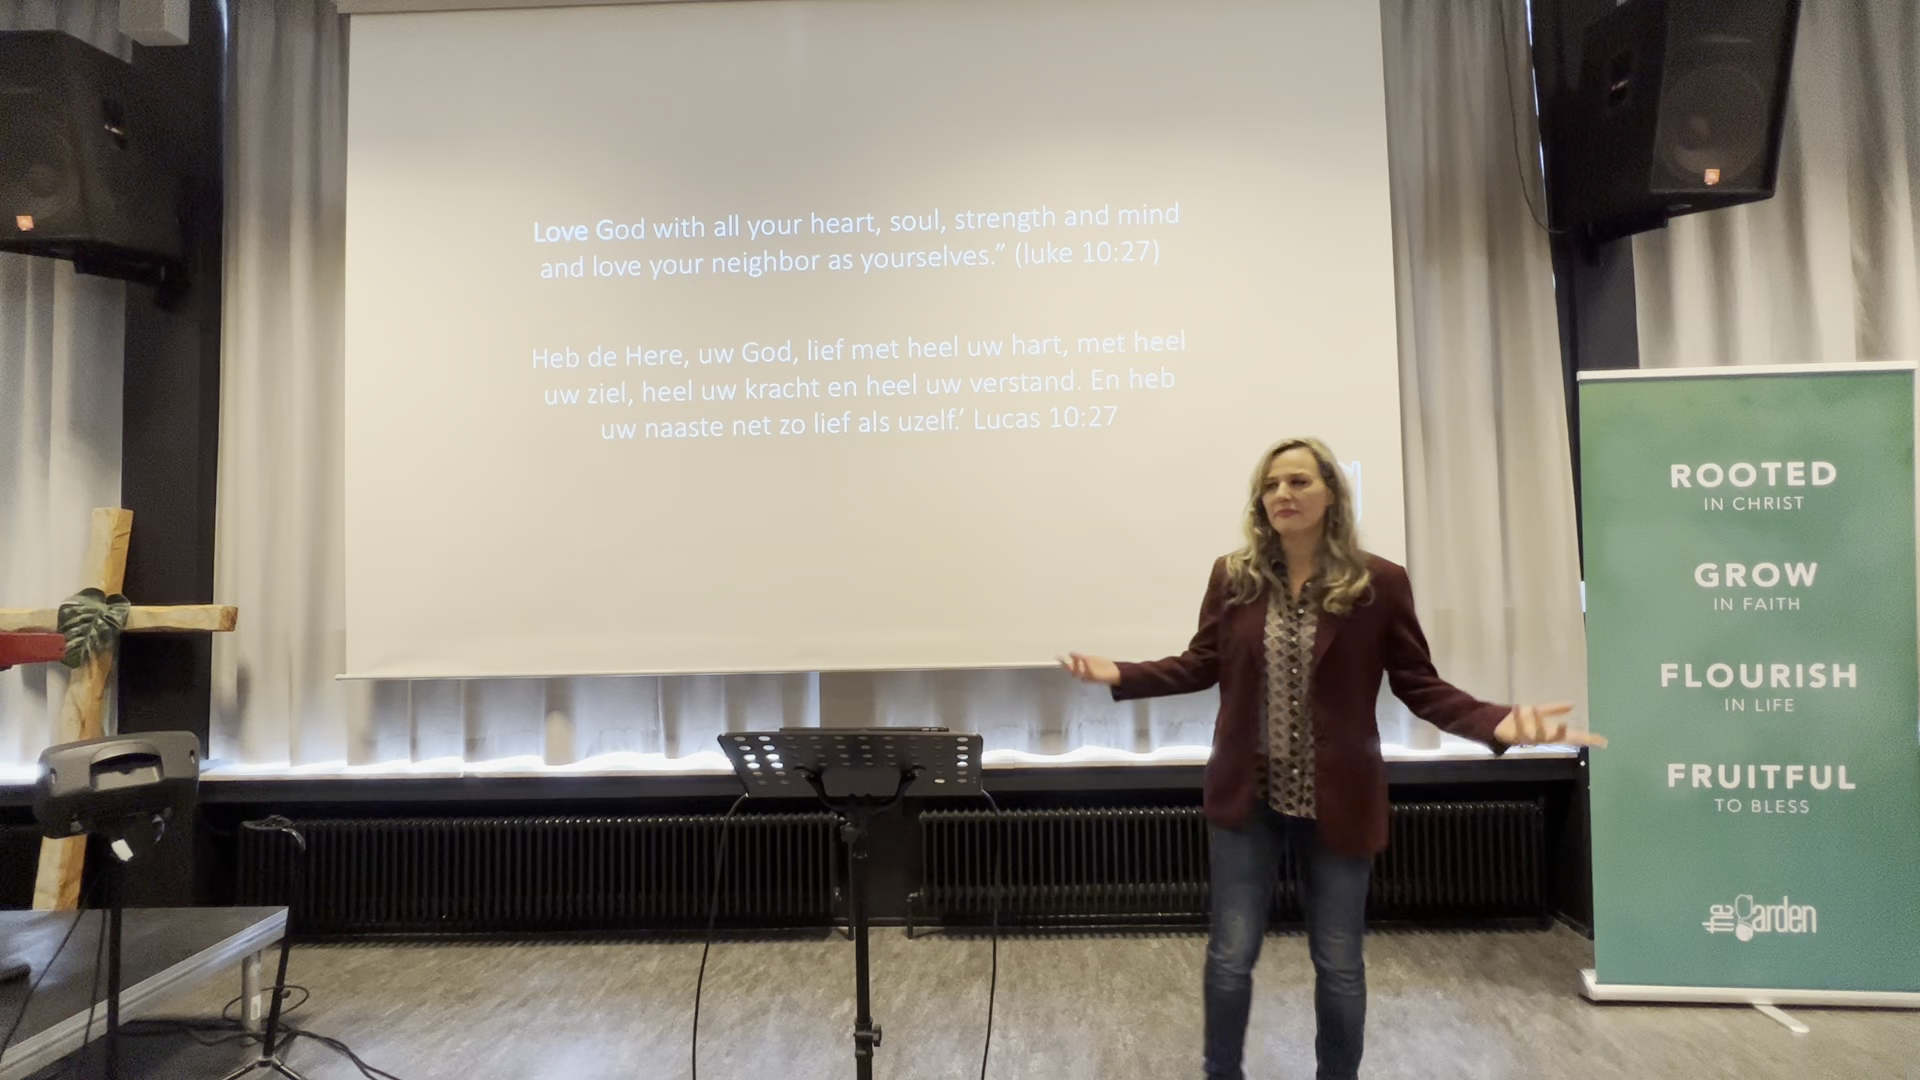 Love God with all your heart, soul, strength and mind
and love your neighbor as yourselves.” (luke 10:27)
Heb de Here, uw God, lief met heel uw hart, met heel
uw ziel, heel uw kracht en heel uw verstand. En heb
uw naaste net zo lief als uzelf.’ Lucas 10:27
ROOTED
IN CHRIST
GROW
IN FAITH
FLOURISH
IN LIFE
FRUITFUL
TO BLESS
the garden